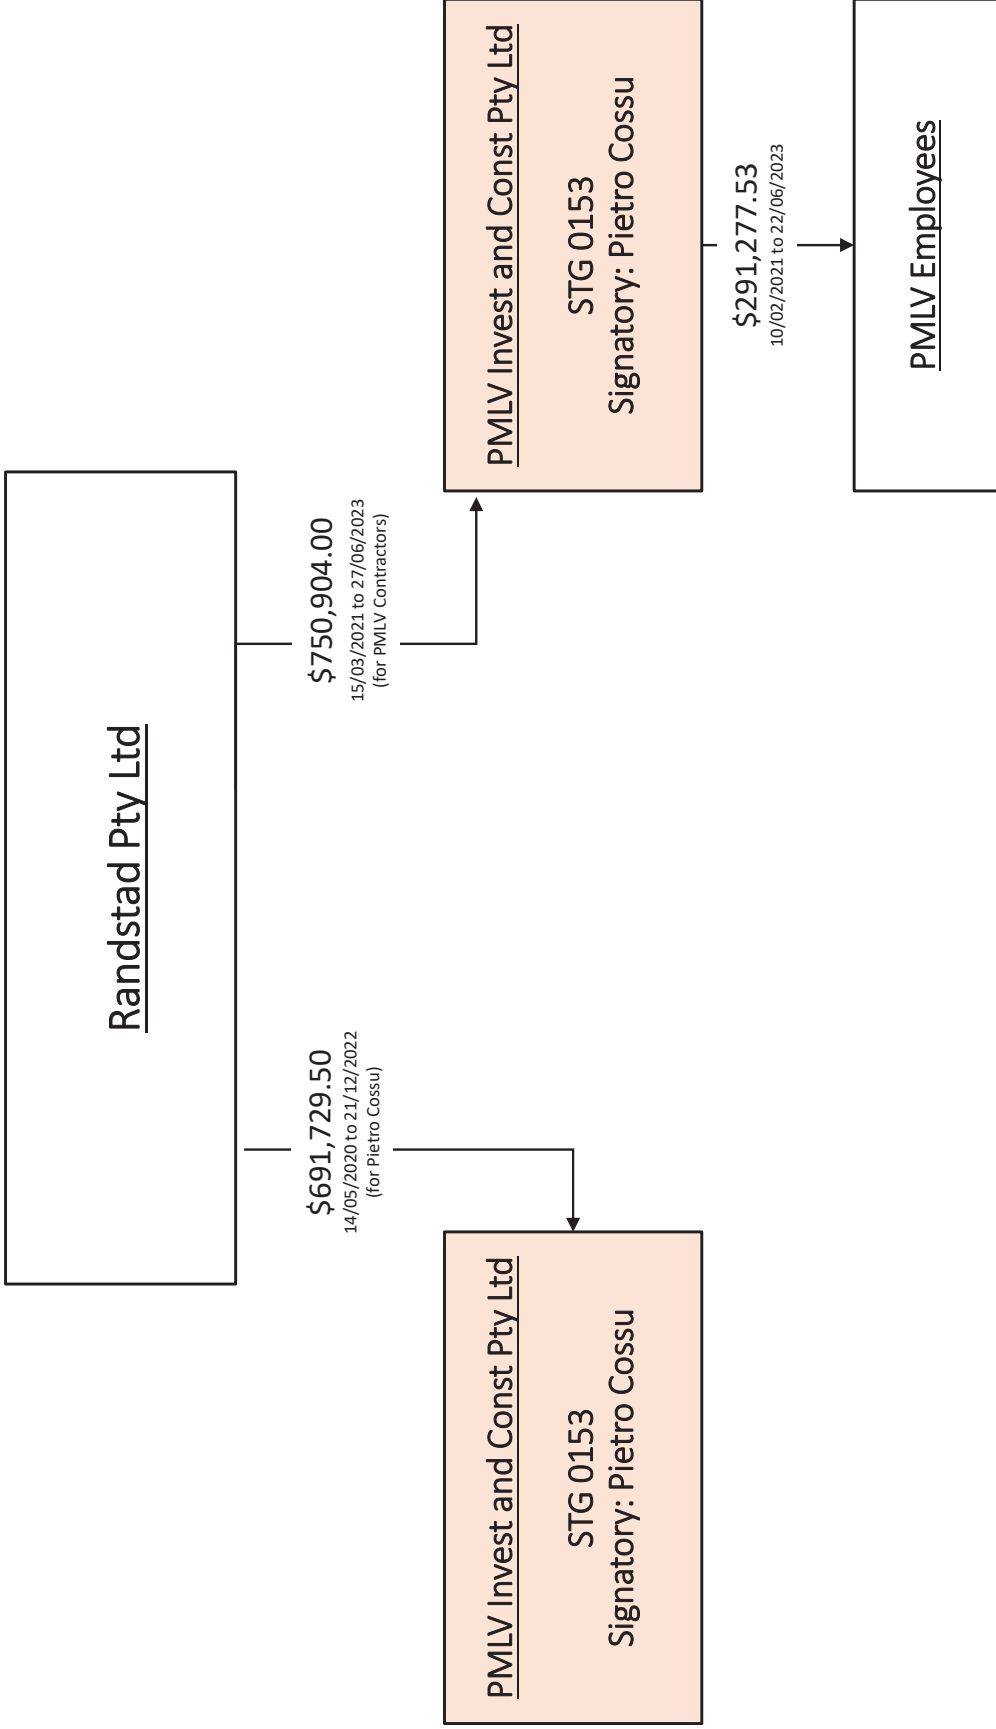 Randstad Pty Ltd
$691,729.50
14/05/2020 to 21/12/2022
(for Pietro Cossu)
$750,904.00
15/03/2021 to 27/06/2023
(for PMLV Contractors)
PMLV Invest and Const Pty Ltd
STG 0153
Signatory: Pietro Cossu
PMLV Invest and Const Pty Ltd
STG 0153
Signatory: Pietro Cossu
$291,277.53
10/02/2021 to 22/06/2023
PMLV Employees